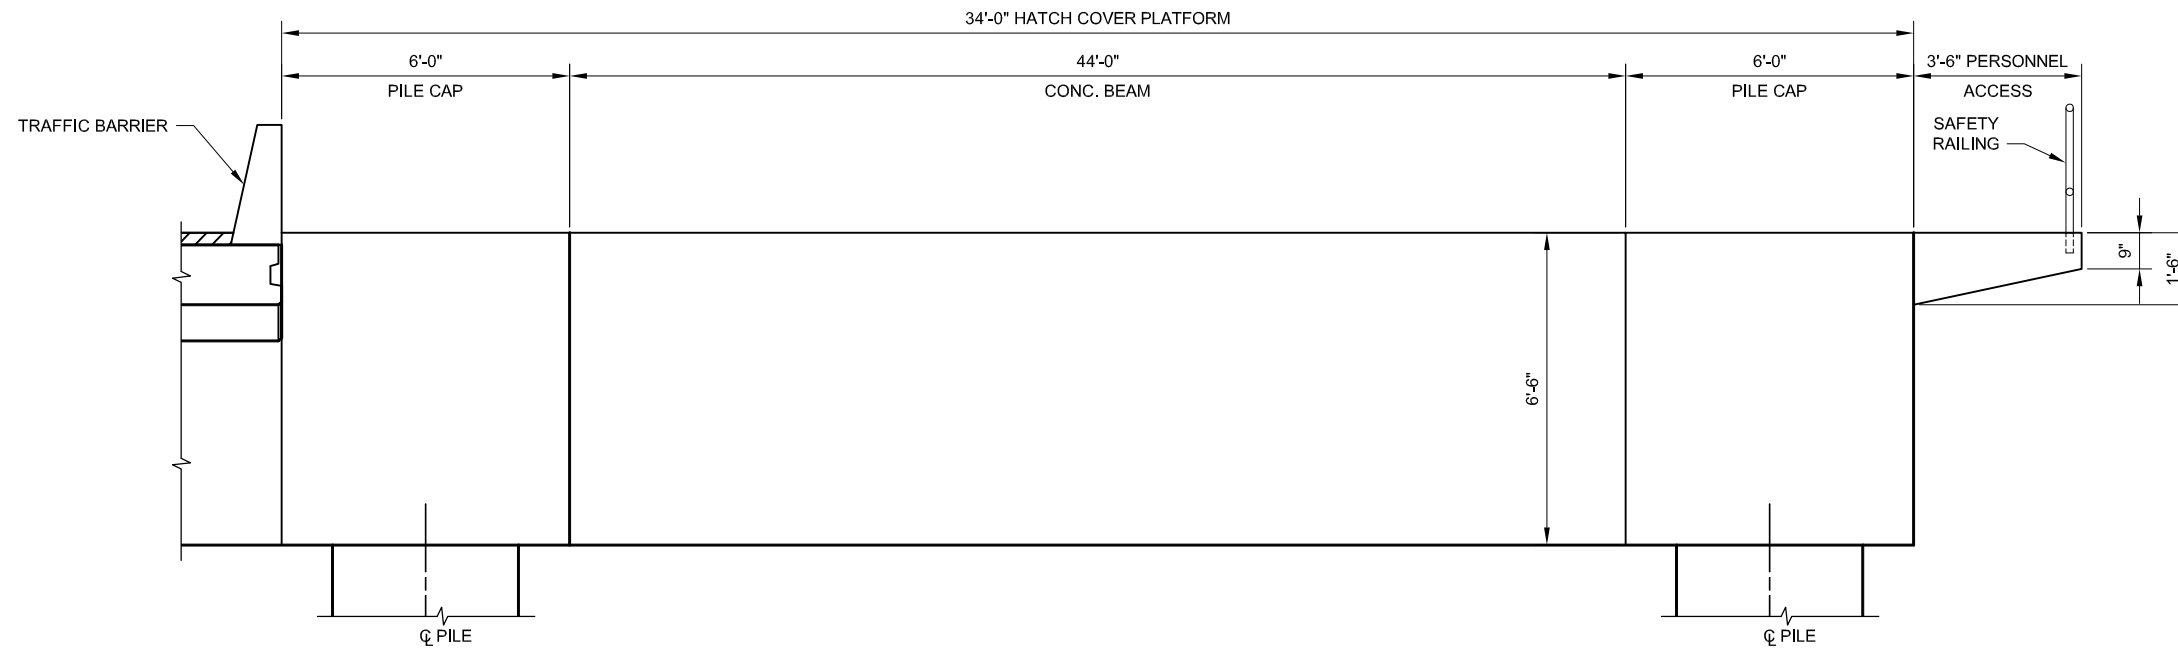 34'-0" HATCH COVER PLATFORM
6'-0"
PILE CAP
44'-0"
CONC. BEAM
6'-0"
PILE CAP
3'-6" PERSONNEL
ACCESS
TRAFFIC BARRIER
SAFETY
RAILING
9"
1'-6"
6'-6"
℄ PILE
℄ PILE